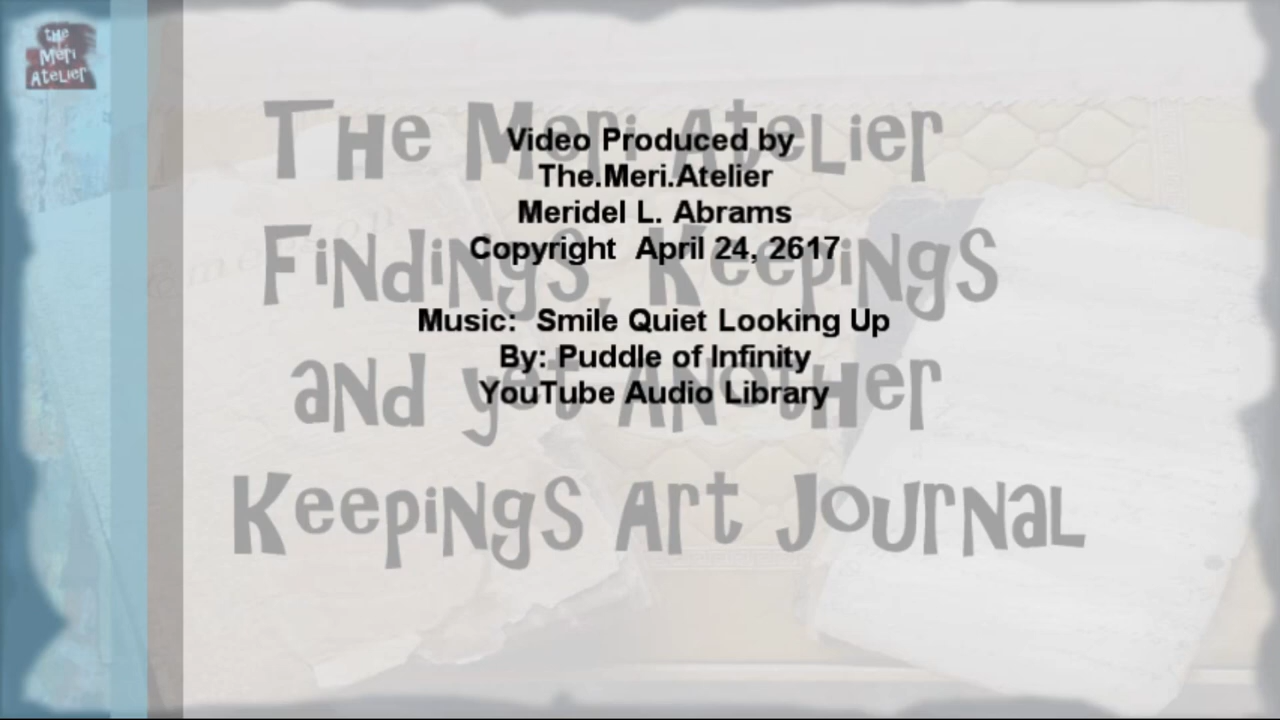 the
Meri
Atelier
The Meri Atelier
Findings, Keepings
and yet Another
Keepings Art Journal
Video Produced by
The.Meri.Atelier
Meridel L. Abrams
Copyright  April 24, 2617
Music:  Smile Quiet Looking Up
By: Puddle of Infinity
YouTube Audio Library